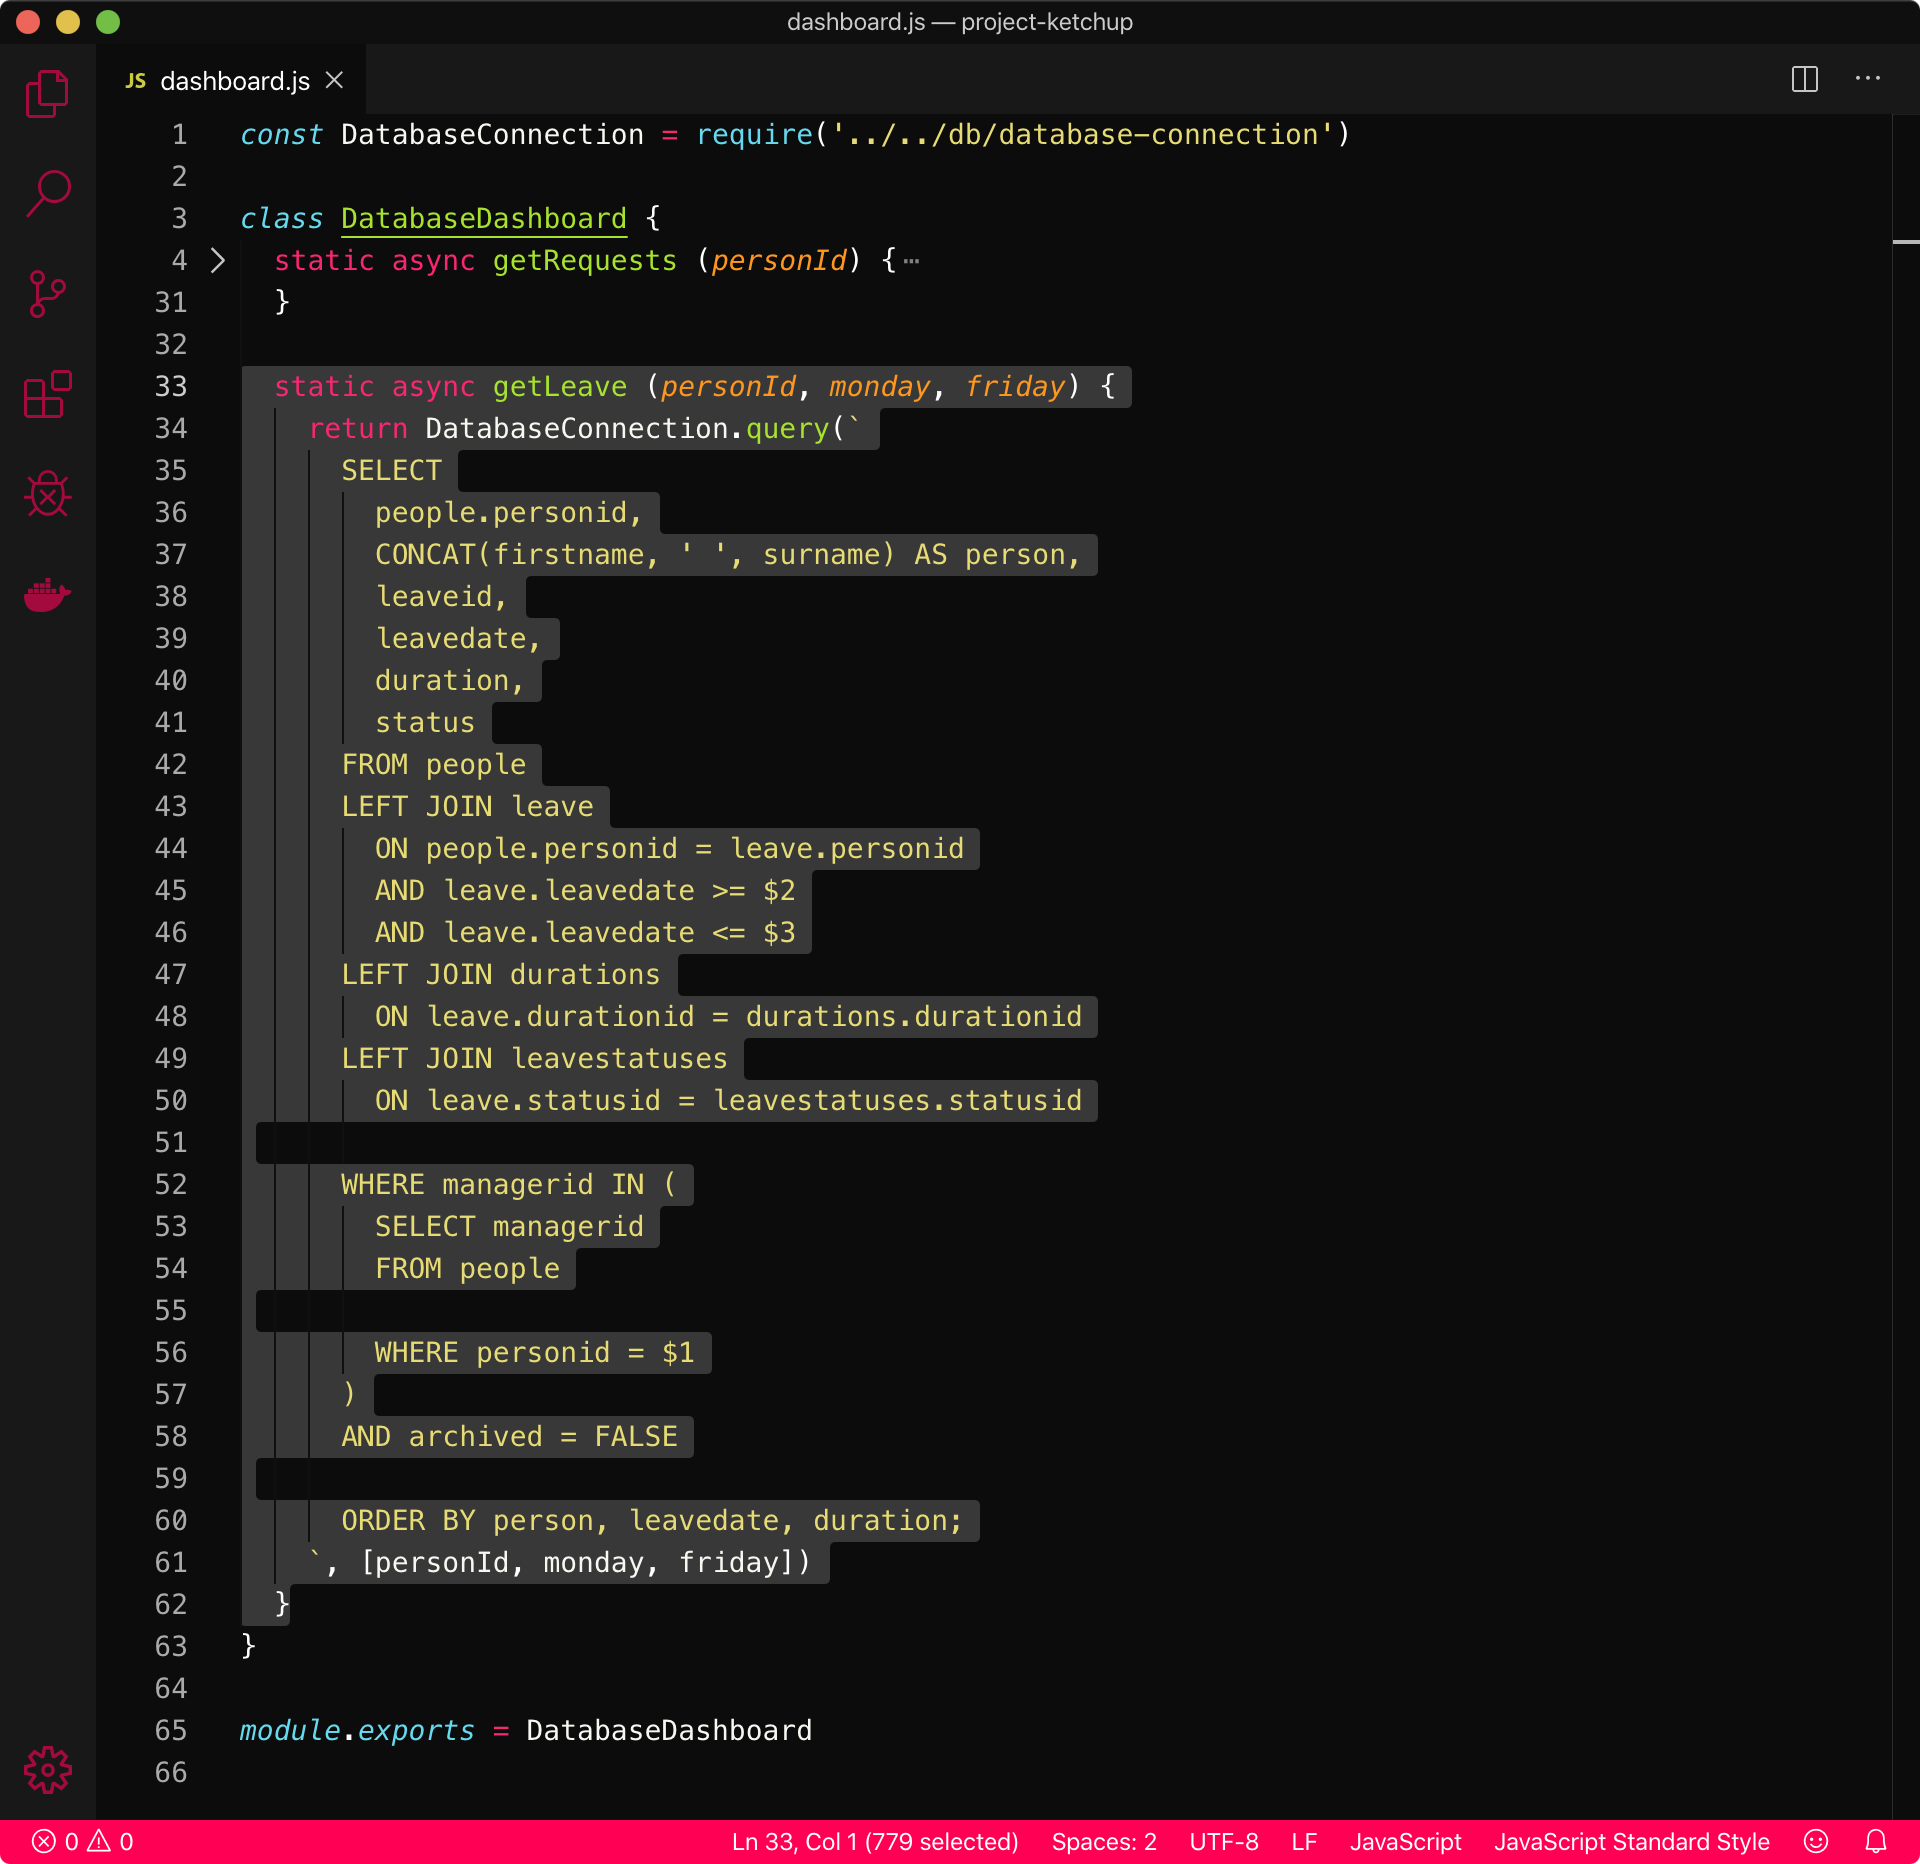 dashboard.js — project-ketchup
JS dashboard.js
1 const DatabaseConnection = require('../../db/database-connection')
2
3 class DatabaseDashboard {
4 static async getRequests (personId) {…
31 }
32
33 static async getLeave (personId, monday, friday) {
34 return DatabaseConnection.query(`
35 SELECT
36 people.personid,
37 CONCAT(firstname, ' ', surname) AS person,
38 leaveid,
39 leavedate,
40 duration,
41 status
42 FROM people
43 LEFT JOIN leave
44 ON people.personid = leave.personid
45 AND leave.leavedate >= $2
46 AND leave.leavedate <= $3
47 LEFT JOIN durations
48 ON leave.durationid = durations.durationid
49 LEFT JOIN leavestatuses
50 ON leave.statusid = leavestatuses.statusid
51
52 WHERE managerid IN (
53 SELECT managerid
54 FROM people
55
56 WHERE personid = $1
57 )
58 AND archived = FALSE
59
60 ORDER BY person, leavedate, duration;
61 `, [personId, monday, friday])
62 }
63 }
64
65 module.exports = DatabaseDashboard
66
0 0 Ln 33, Col 1 (779 selected) Spaces: 2 UTF-8 LF JavaScript JavaScript Standard Style